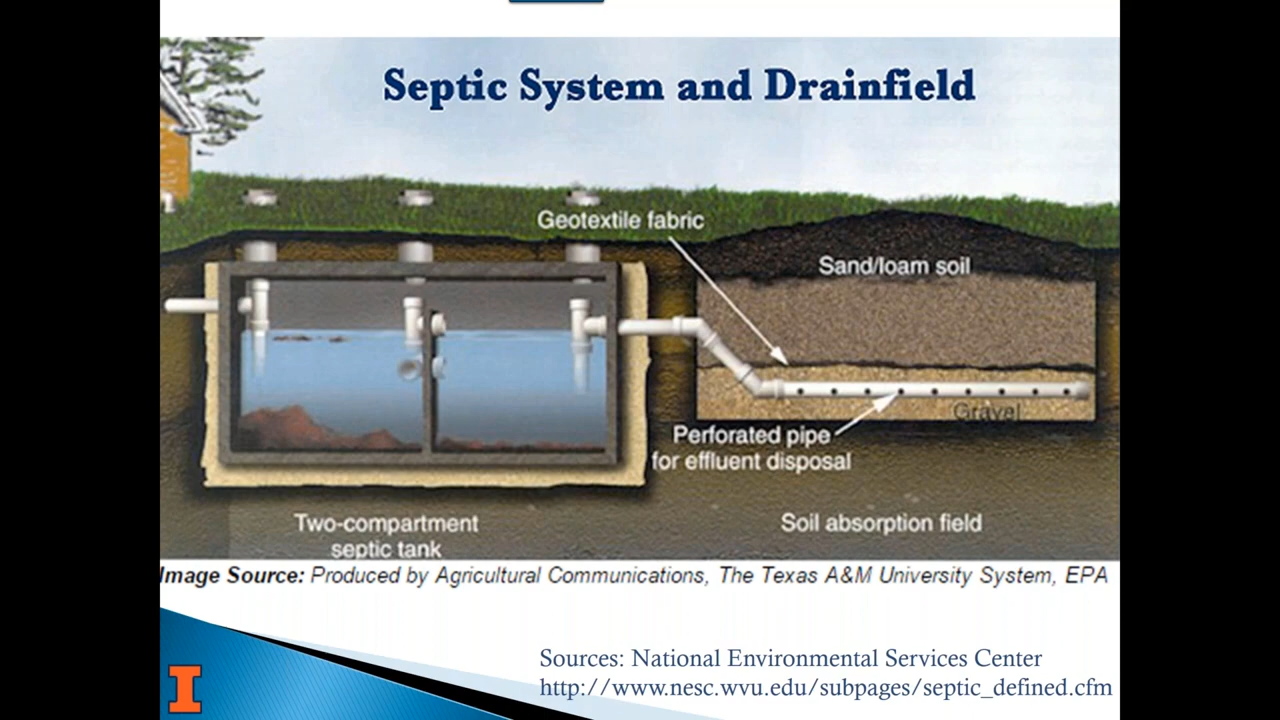 Septic System and Drainfield
Geotextile fabric
Sand/loam soil
Gravel
Perforated pipe
for effluent disposal
Two-compartment
septic tank
Soil absorption field
Image Source: Produced by Agricultural Communications, The Texas A&M University System, EPA
Sources: National Environmental Services Center
http://www.nesc.wvu.edu/subpages/septic_defined.cfm
I